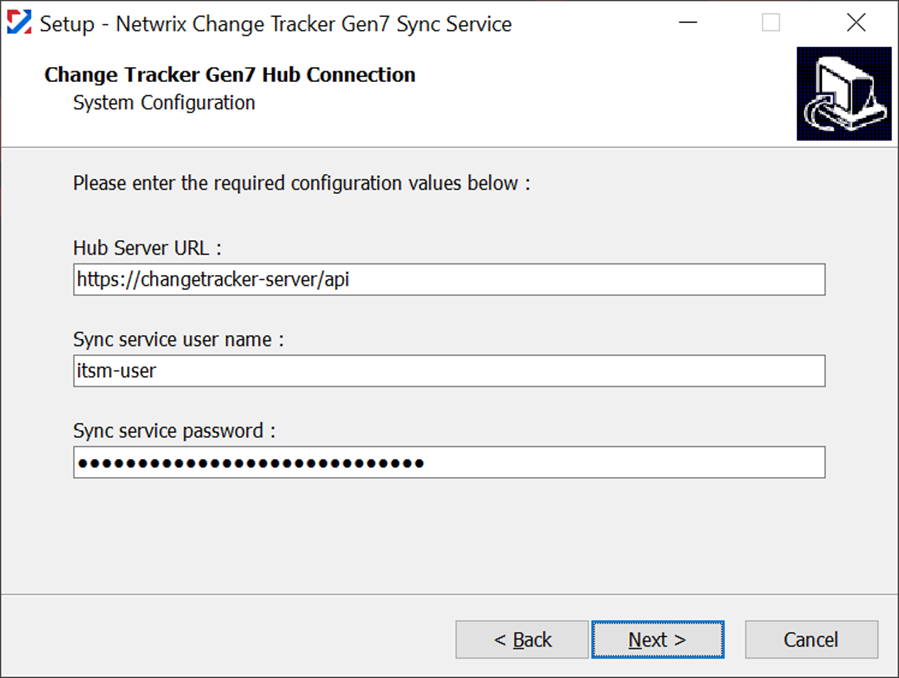 Setup - Netwrix Change Tracker Gen7 Sync Service
Change Tracker Gen7 Hub Connection
System Configuration
Please enter the required configuration values below :
Hub Server URL :
https://changetracker-server/api
Sync service user name :
itsm-user
Sync service password :
●●●●●●●●●●●●●●●●●●●●●●●●●●●●●
< Back
Next >
Cancel